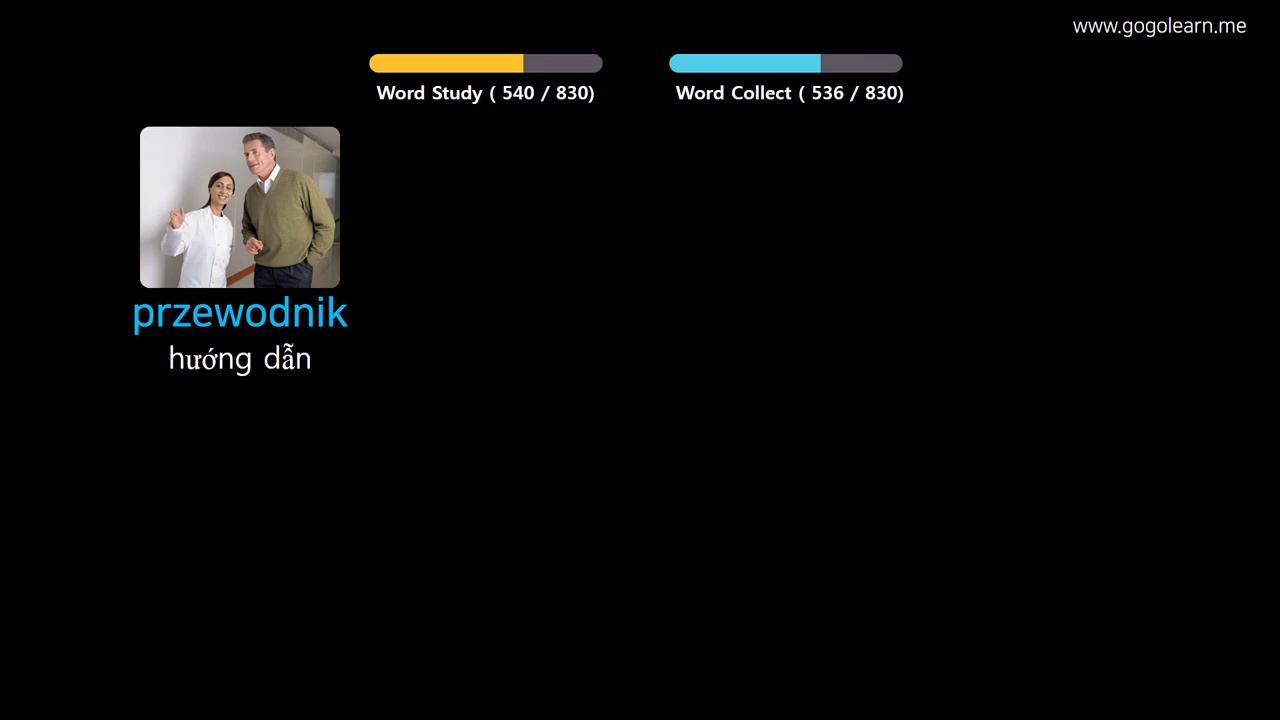 www.gogolearn.me
Word Study ( 540 / 830)
Word Collect ( 536 / 830)
przewodnik
hướng dẫn